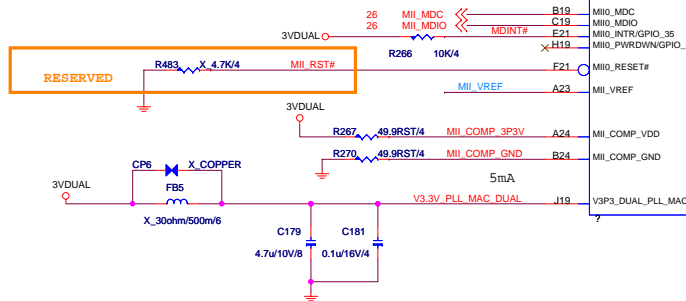 26 MII_MDC B19 MII0_MDC
26 MII_MDIO C19 MII0_MDIO
3VDUAL R266 10K/4 MDINT# E21 MII0_INTR/GPIO_35
H19 MII0_PWRDWN/GPIO_
RESERVED R483 X_4.7K/4 MII_RST# F21 MII0_RESET#
MII_VREF A23 MII_VREF
3VDUAL
R267 49.9RST/4 MII_COMP_3P3V A24 MII_COMP_VDD
R270 49.9RST/4 MII_COMP_GND B24 MII_COMP_GND
CP6 X_COPPER
5mA
3VDUAL FB5 V3.3V_PLL_MAC_DUAL J19 V3P3_DUAL_PLL_MAC
X_30ohm/500m/6
?
C179 C181
4.7u/10V/8 0.1u/16V/4